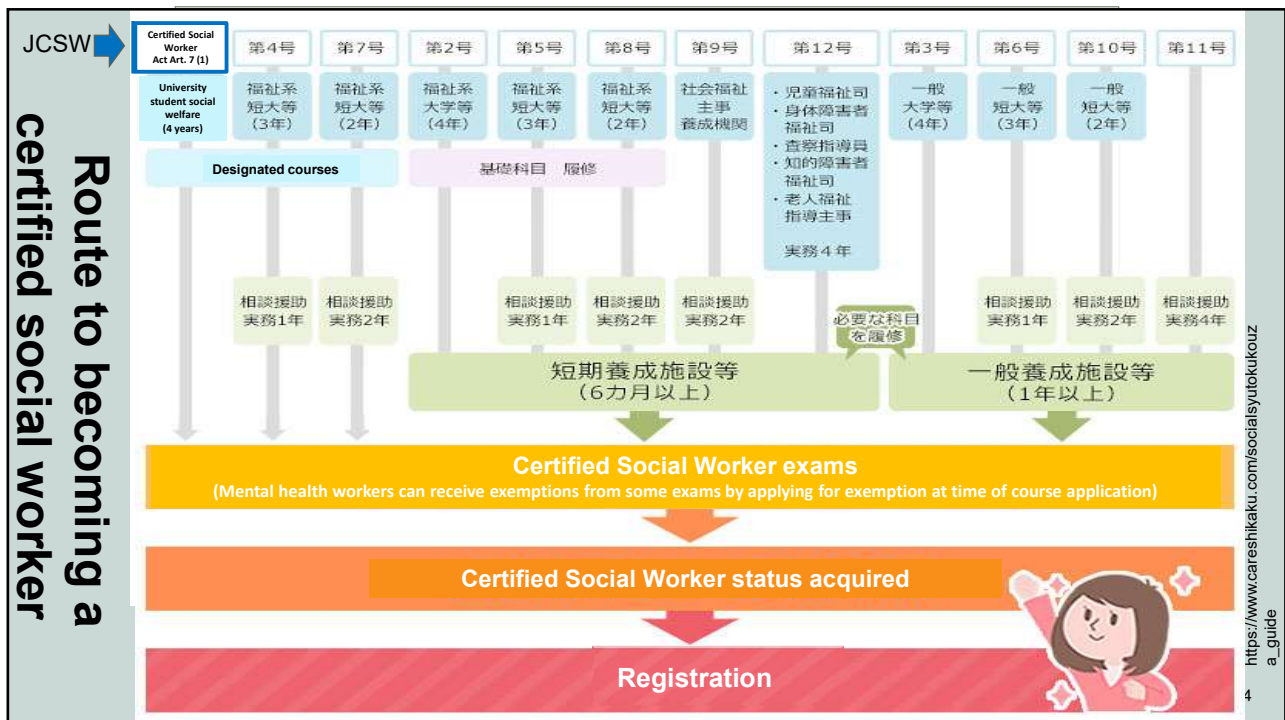 Route to becoming a
certified social worker
JCSW
Certified Social
Worker
Act Art. 7 (1)
第4号
第7号
第2号
第5号
第8号
第9号
第12号
第3号
第6号
第10号
第11号
University
student social
welfare
(4 years)
福祉系
短大等
(3年)
福祉系
短大等
(2年)
福祉系
大学等
(4年)
福祉系
短大等
(3年)
福祉系
短大等
(2年)
社会福祉
主事
養成機関
・児童福祉司
・身体障害者
福祉司
・査察指導員
・知的障害者
福祉司
・老人福祉
指導主事
実務4年
一般
大学等
(4年)
一般
短大等
(3年)
一般
短大等
(2年)
Designated courses
基礎科目 履修
相談援助
実務1年
相談援助
実務2年
相談援助
実務1年
相談援助
実務2年
相談援助
実務2年
必要な科目
を履修
相談援助
実務1年
相談援助
実務2年
相談援助
実務4年
短期養成施設等
(6カ月以上)
一般養成施設等
(1年以上)
Certified Social Worker exams
(Mental health workers can receive exemptions from some exams by applying for exemption at time of course application)
Certified Social Worker status acquired
Registration
https://www.careshikaku.com/socialsyutokukouz
a_guide
4